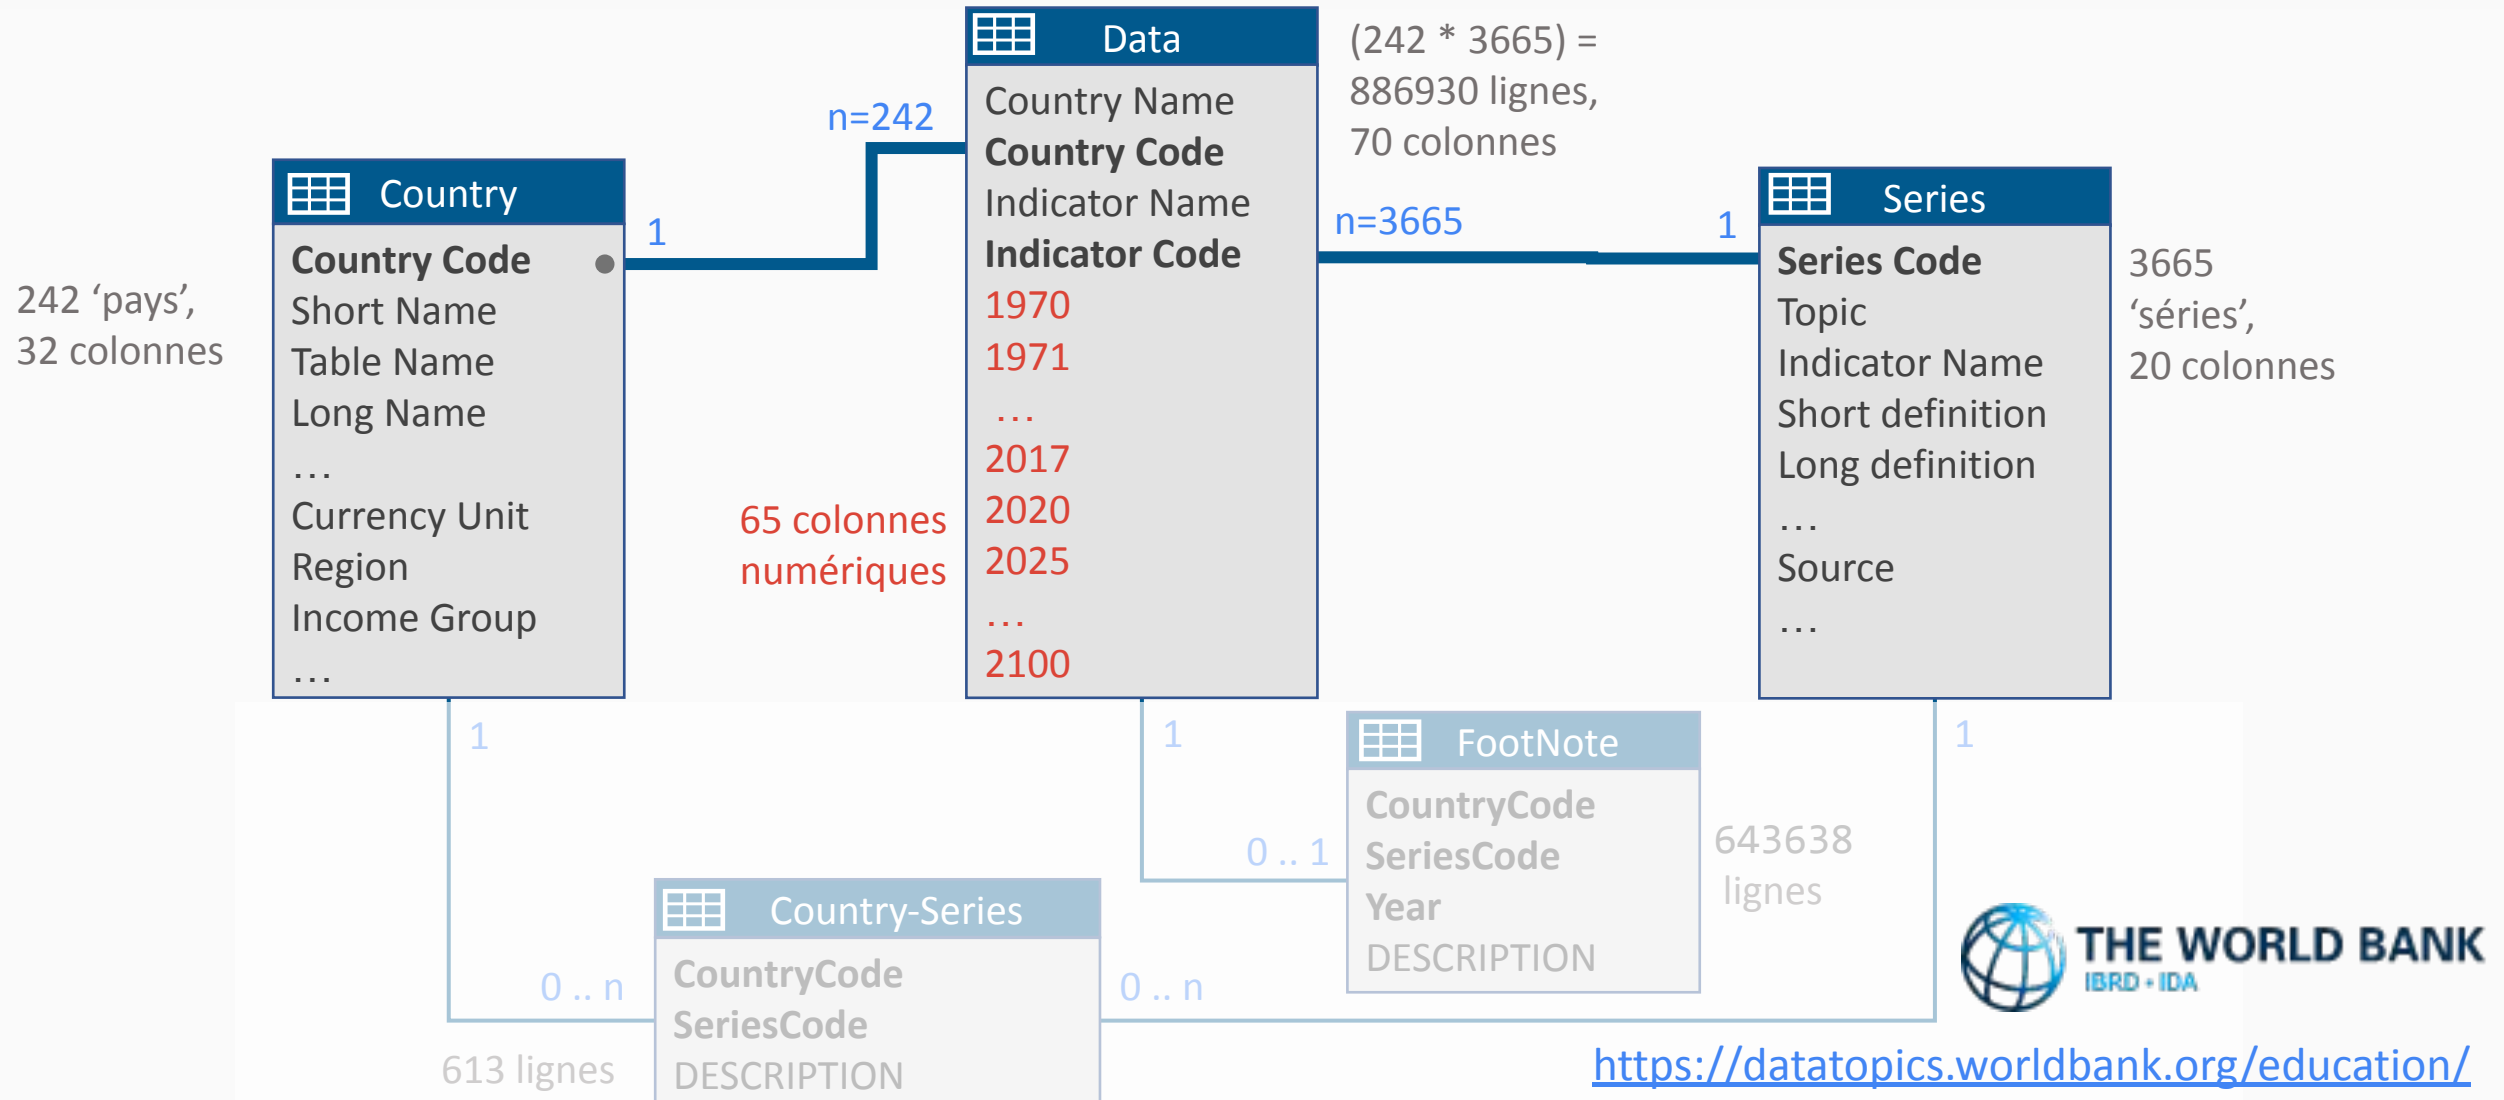 242 ‘pays’,
32 colonnes
Country
Country Code
Short Name
Table Name
Long Name
...
Currency Unit
Region
Income Group
...
1
n=242
Data
Country Name
Country Code
Indicator Name
Indicator Code
1970
1971
...
2017
2020
2025
...
2100
65 colonnes
numériques
(242 * 3665) =
886930 lignes,
70 colonnes
n=3665
1
Series
Series Code
Topic
Indicator Name
Short definition
Long definition
...
Source
...
3665
‘séries’,
20 colonnes
1
1
1
FootNote
CountryCode
SeriesCode
Year
DESCRIPTION
0 .. 1
643638
lignes
Country-Series
CountryCode
SeriesCode
DESCRIPTION
0 .. n
0 .. n
613 lignes
THE WORLD BANK
IBRD • IDA
https://datatopics.worldbank.org/education/